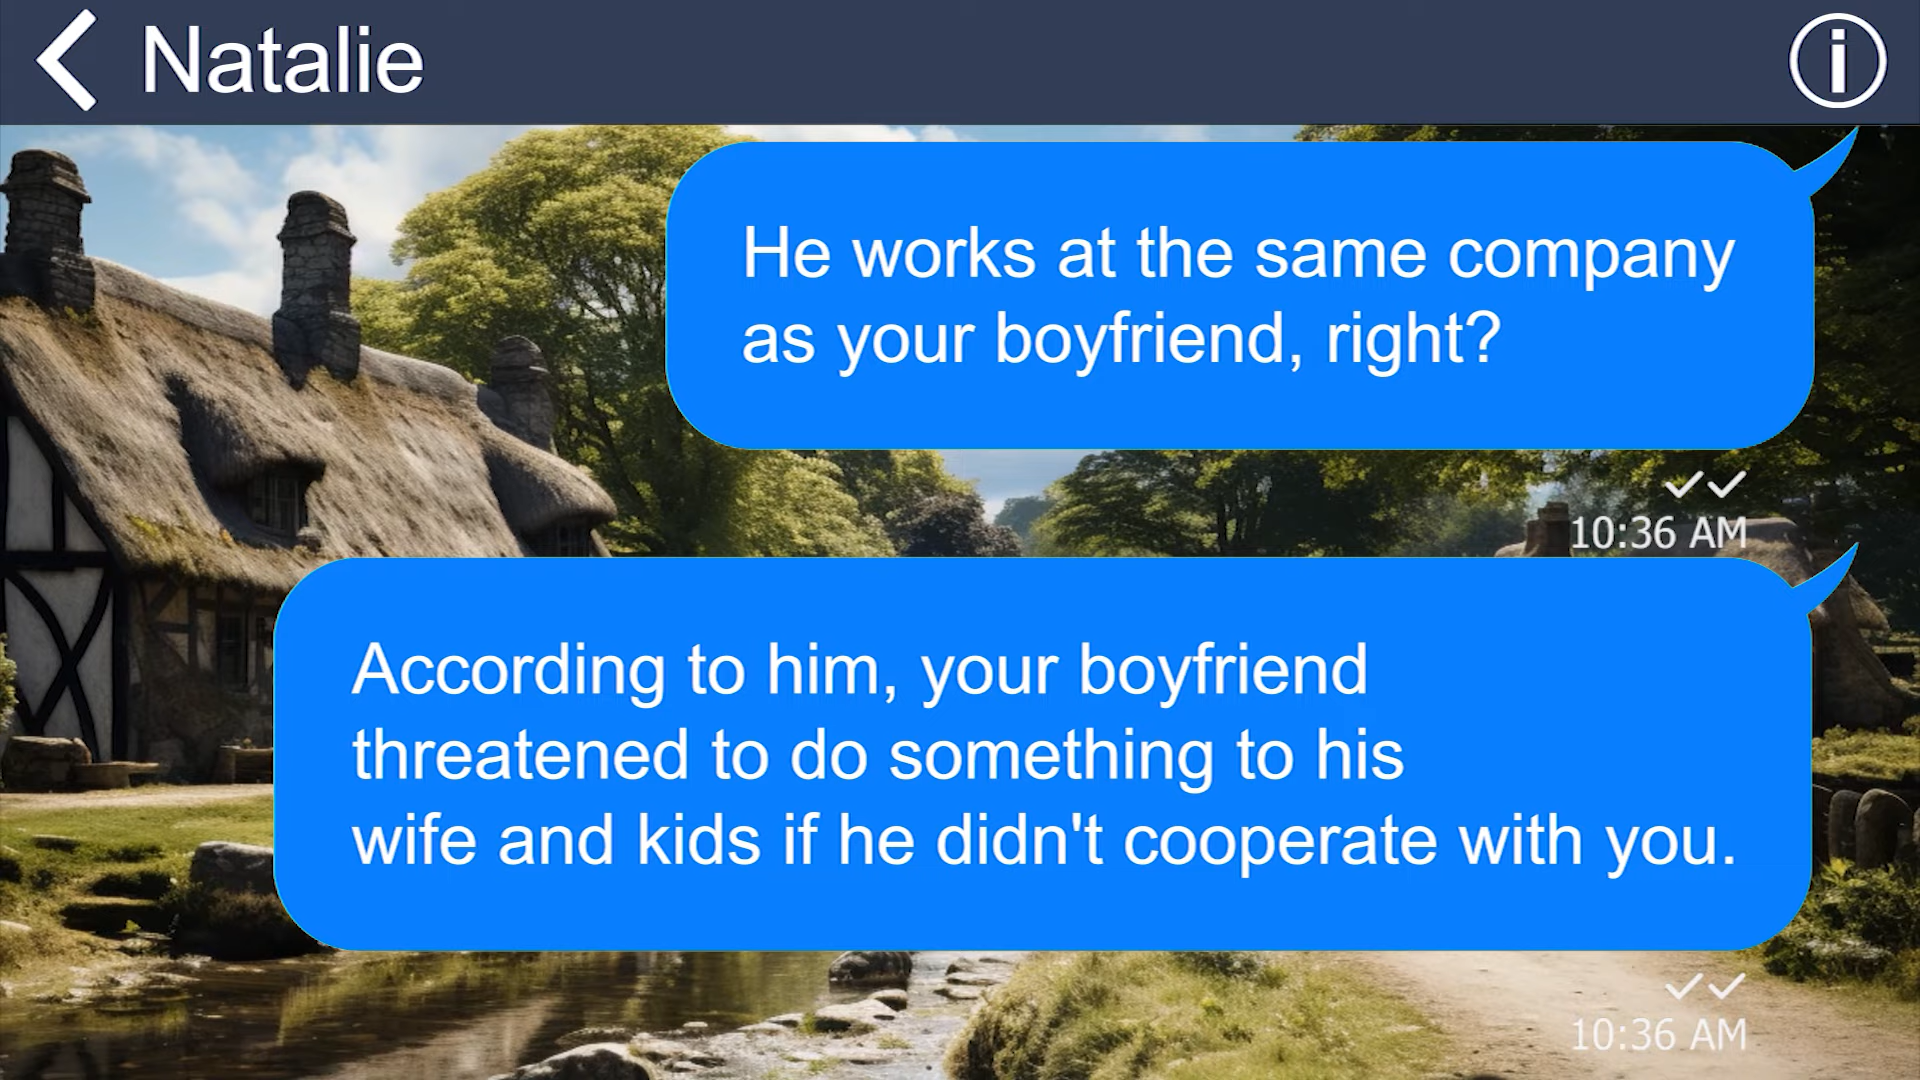 Natalie
He works at the same company
as your boyfriend, right?
10:36 AM
According to him, your boyfriend
threatened to do something to his
wife and kids if he didn't cooperate with you.
10:36 AM